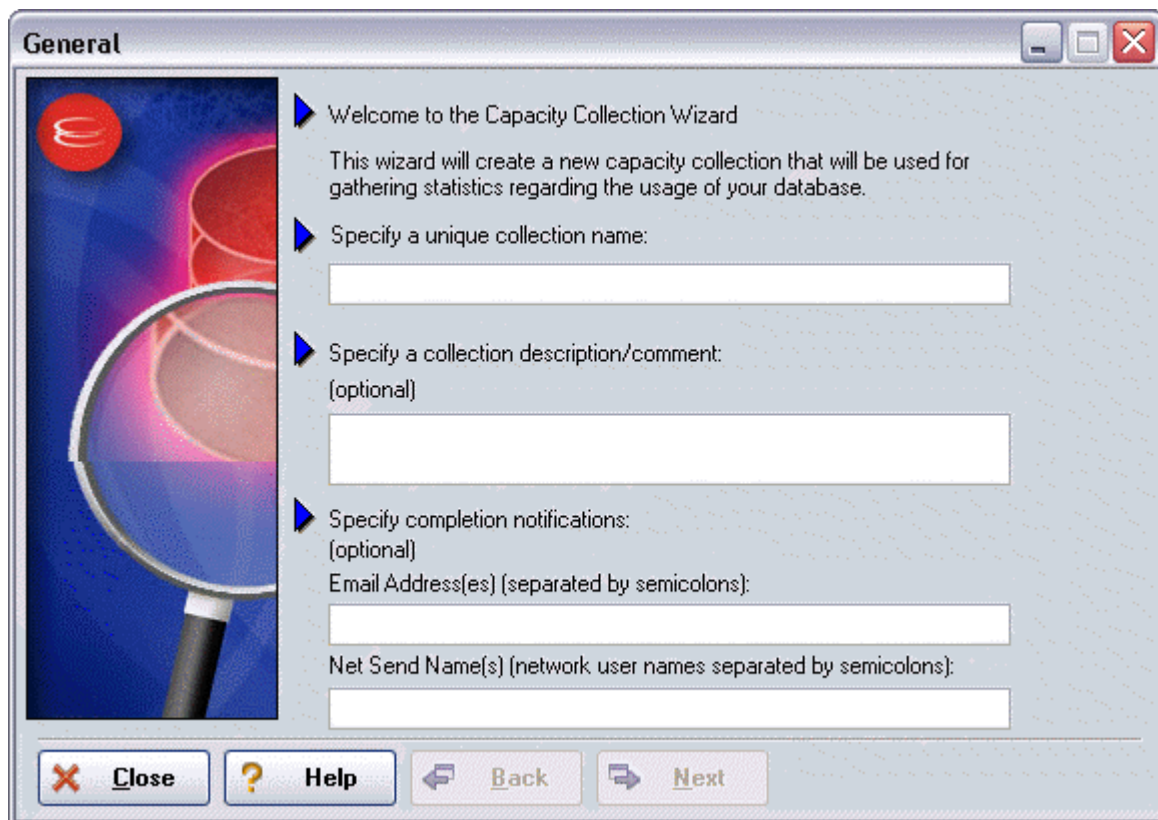 General
Welcome to the Capacity Collection Wizard
This wizard will create a new capacity collection that will be used for
gathering statistics regarding the usage of your database.
Specify a unique collection name:
Specify a collection description/comment:
(optional)
Specify completion notifications:
(optional)
Email Address(es) (separated by semicolons):
Net Send Name(s) (network user names separated by semicolons):
Close
Help
Back
Next